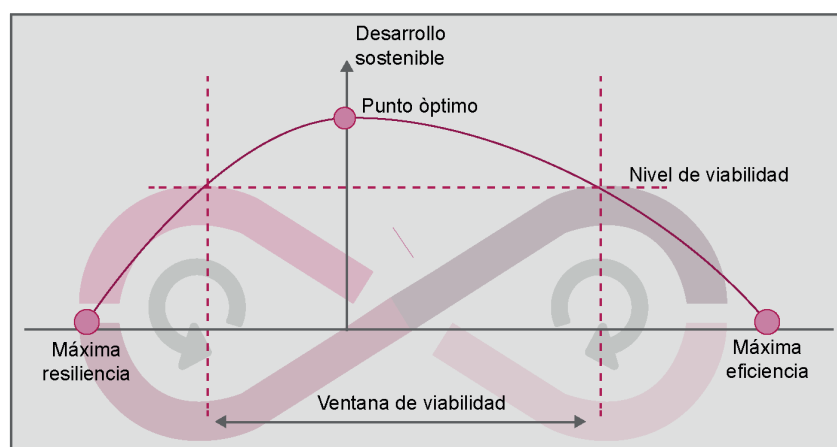 Desarrollo
sostenible
Punto òptimo
Nivel de viabilidad
Máxima
resiliencia
Máxima
eficiencia
Ventana de viabilidad